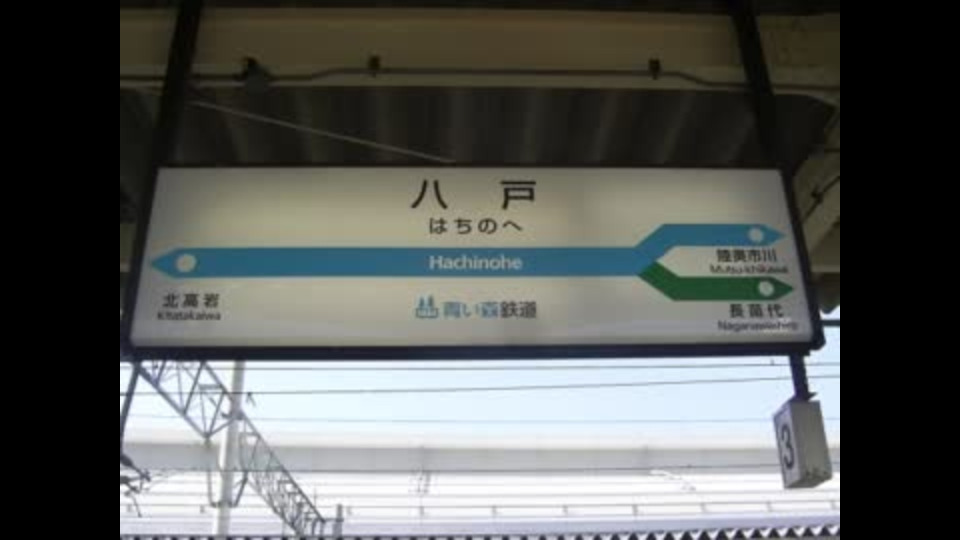 八 戸
はちのへ
Hachinohe
陸奥市川
Mutsu-Ichikawa
北高岩
Kitatakaiwa
青い森鉄道
長苗代
Naganawashiro
3